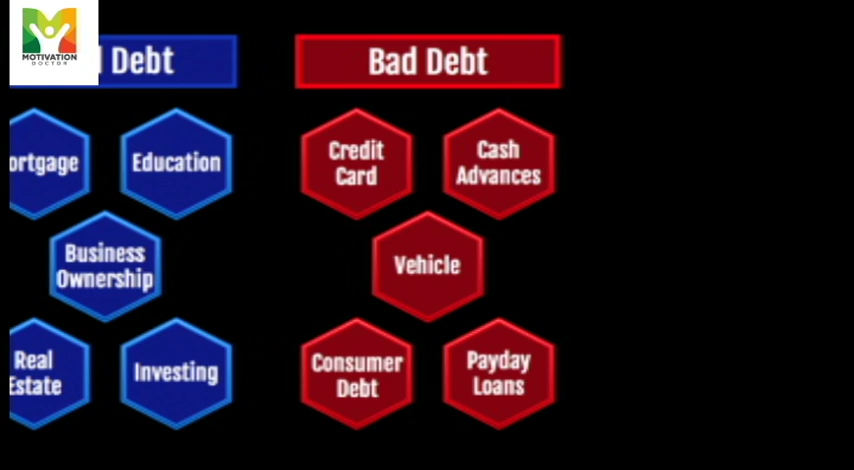 MOTIVATION
DOCTOR
Debt
Bad Debt
ortgage
Education
Business
Ownership
Real
Estate
Investing
Credit
Card
Cash
Advances
Vehicle
Consumer
Debt
Payday
Loans